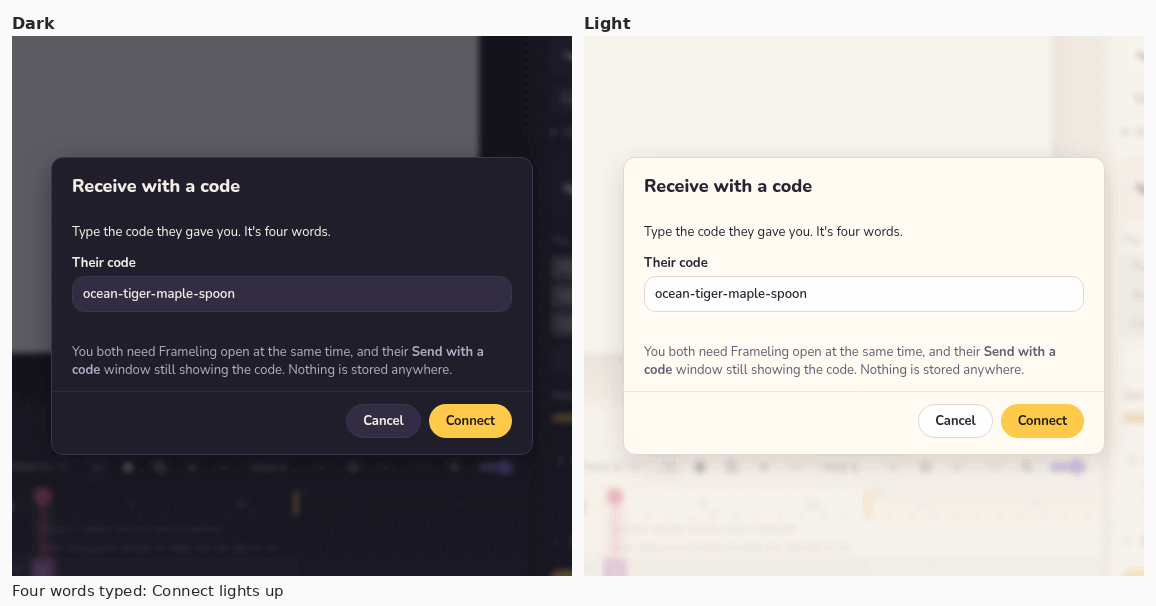 Dark
Receive with a code
Type the code they gave you. It's four words.
Their code
ocean-tiger-maple-spoon
You both need Frameling open at the same time, and their Send with a
code window still showing the code. Nothing is stored anywhere.
Cancel
Connect
Light
Receive with a code
Type the code they gave you. It's four words.
Their code
ocean-tiger-maple-spoon
You both need Frameling open at the same time, and their Send with a
code window still showing the code. Nothing is stored anywhere.
Cancel
Connect
Four words typed: Connect lights up